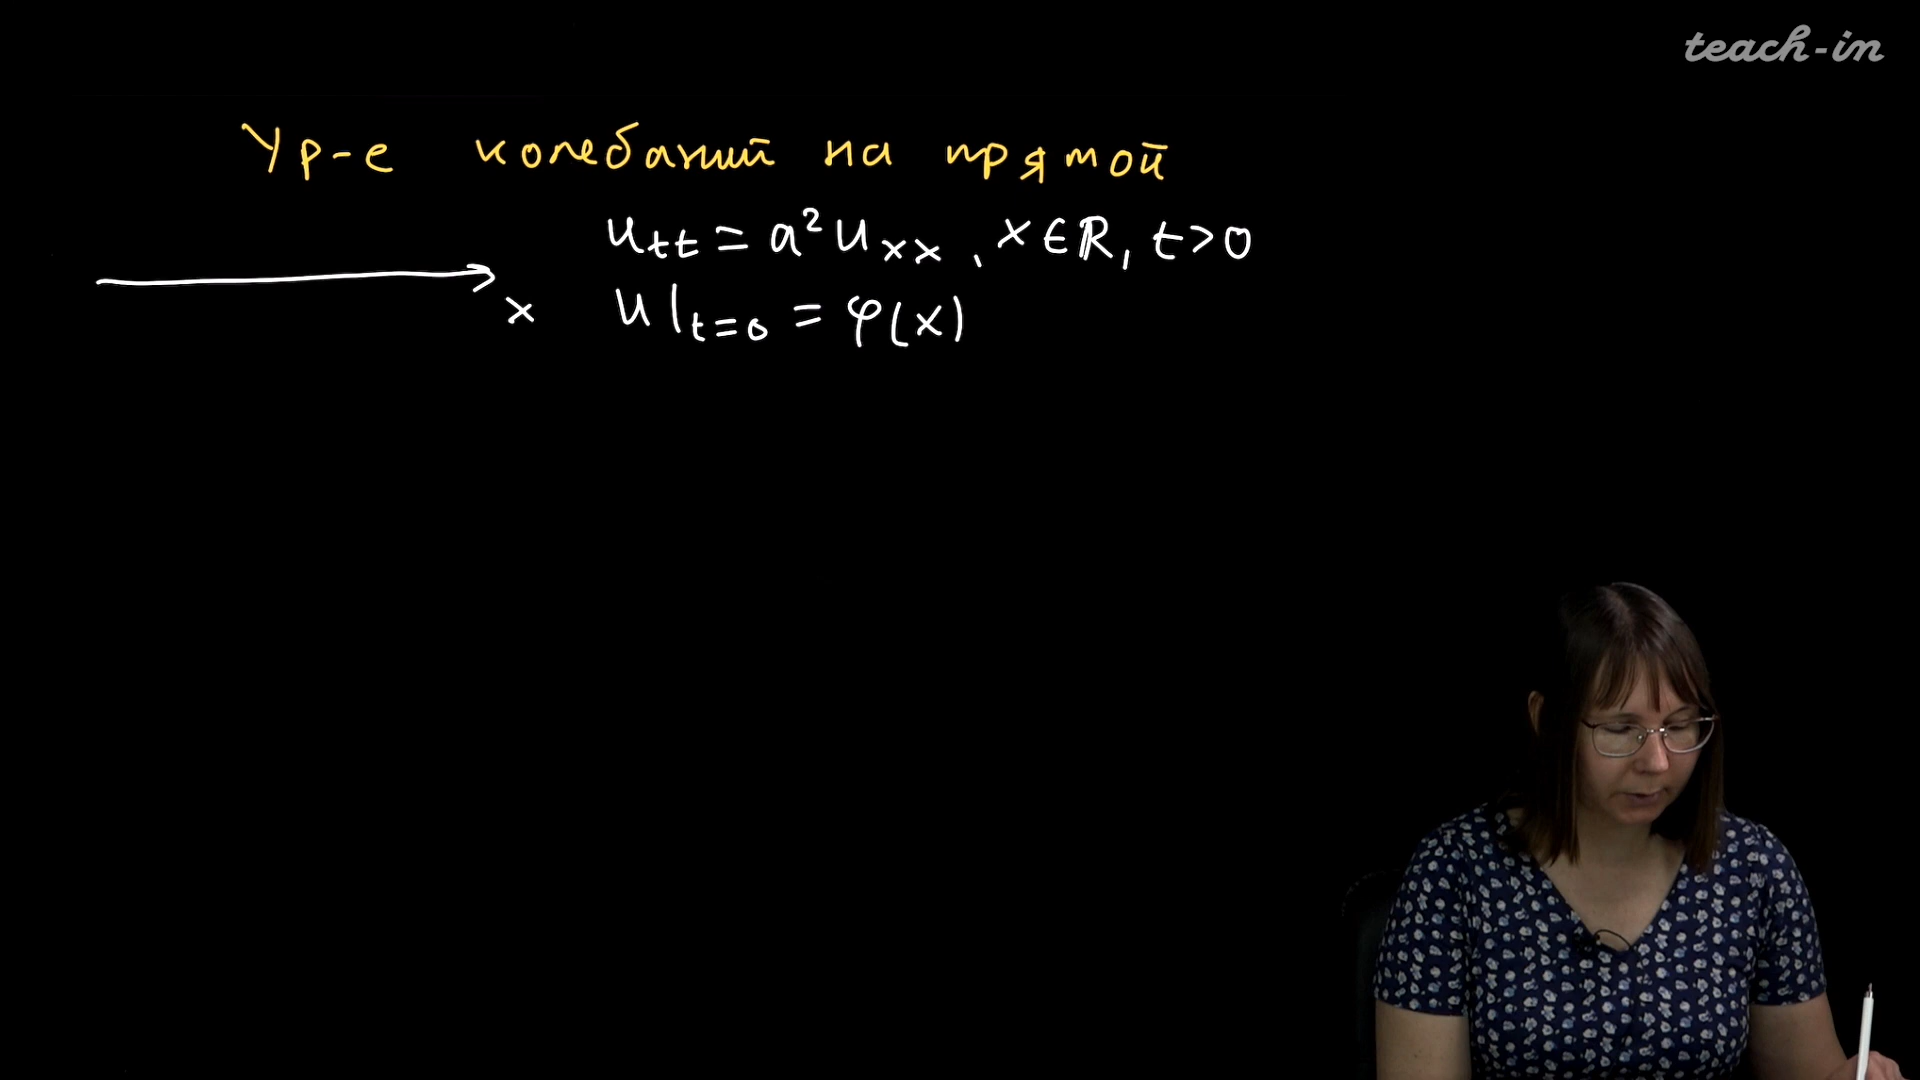 teach-in
Ур-е колебаний на прямой
u_tt = a²u_xx, x∈ℝ, t>0
x
u|_t=0 = φ(x)